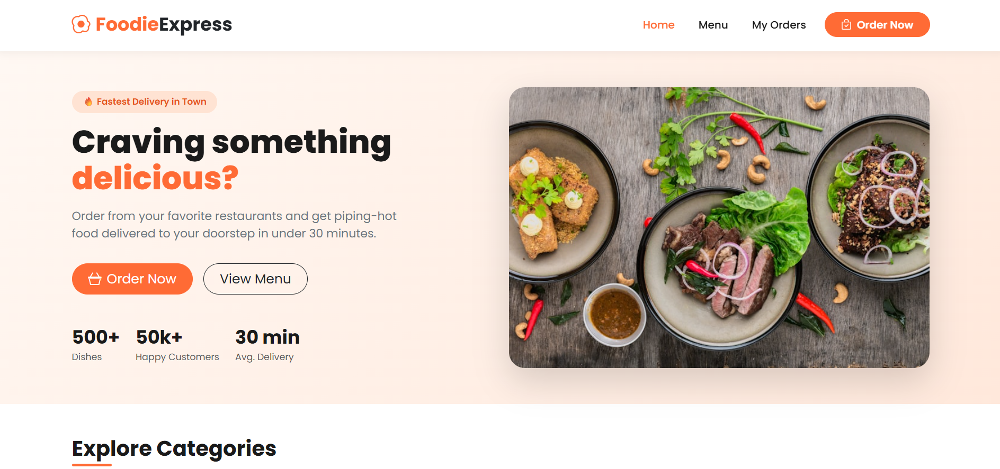 FoodieExpress
Home
Menu
My Orders
Order Now
Fastest Delivery in Town
Craving something
delicious?
Order from your favorite restaurants and get piping-hot
food delivered to your doorstep in under 30 minutes.
Order Now
View Menu
500+
Dishes
50k+
Happy Customers
30 min
Avg. Delivery
Explore Categories